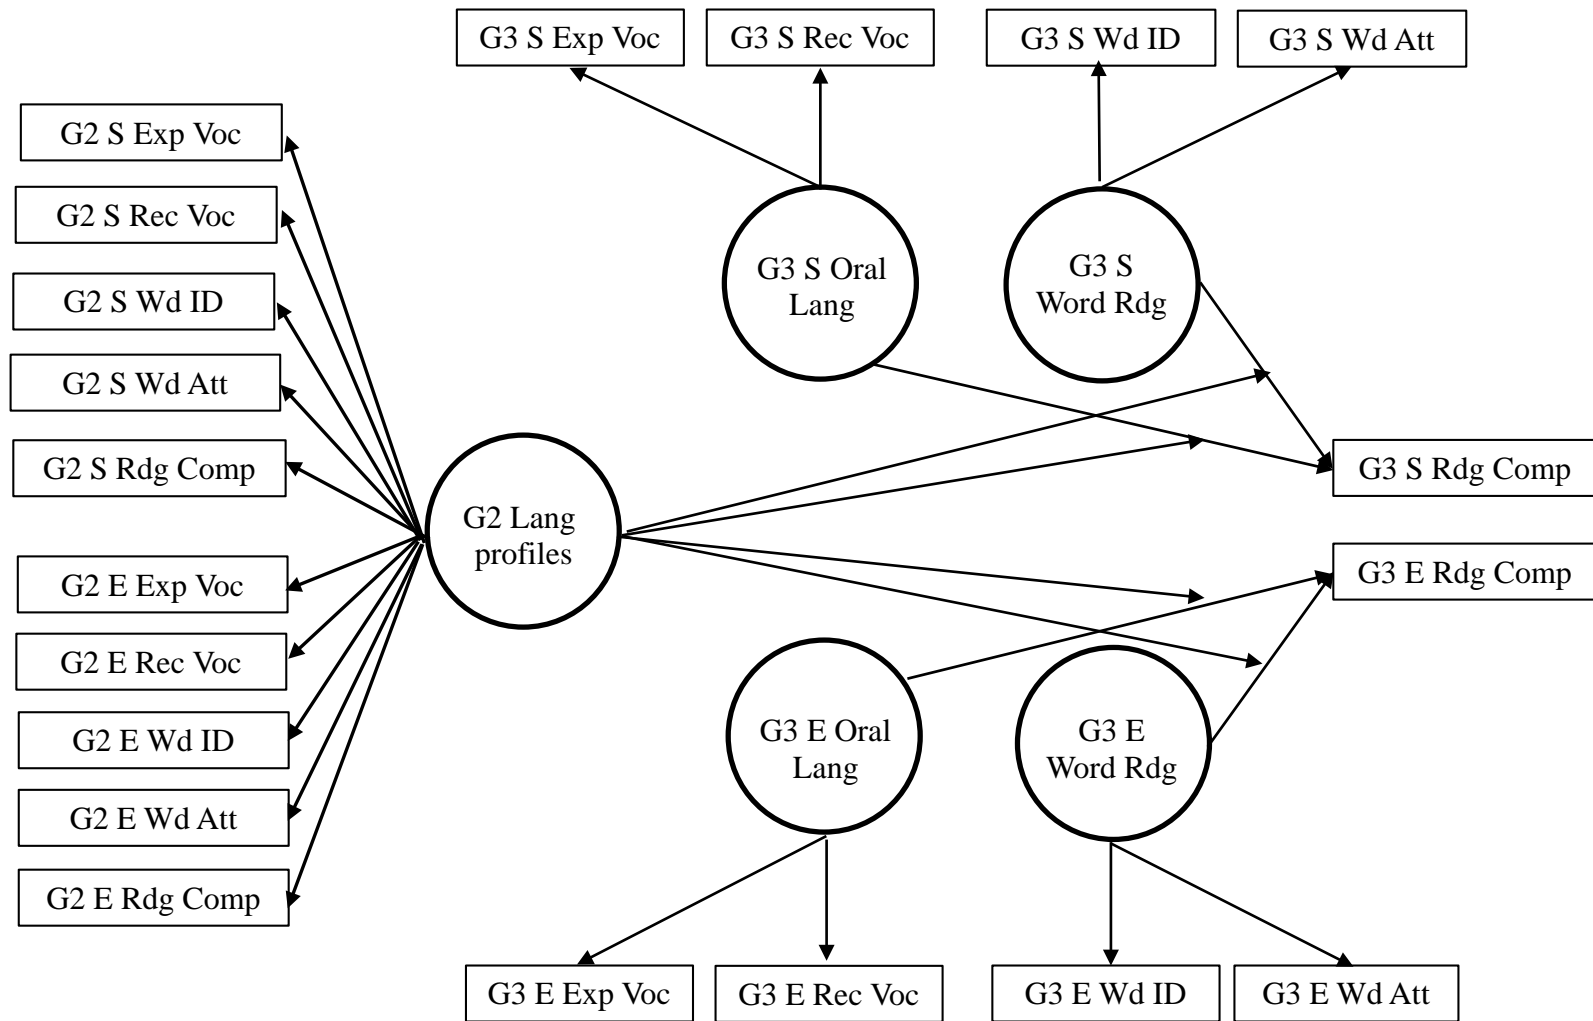 G3 S Exp Voc
G3 S Rec Voc
G3 S Wd ID
G3 S Wd Att
G2 S Exp Voc
G2 S Rec Voc
G2 S Wd ID
G2 S Wd Att
G2 S Rdg Comp
G2 E Exp Voc
G2 E Rec Voc
G2 E Wd ID
G2 E Wd Att
G2 E Rdg Comp
G2 Lang
profiles
G3 S Oral
Lang
G3 S
Word Rdg
G3 S Rdg Comp
G3 E Rdg Comp
G3 E Oral
Lang
G3 E
Word Rdg
G3 E Exp Voc
G3 E Rec Voc
G3 E Wd ID
G3 E Wd Att